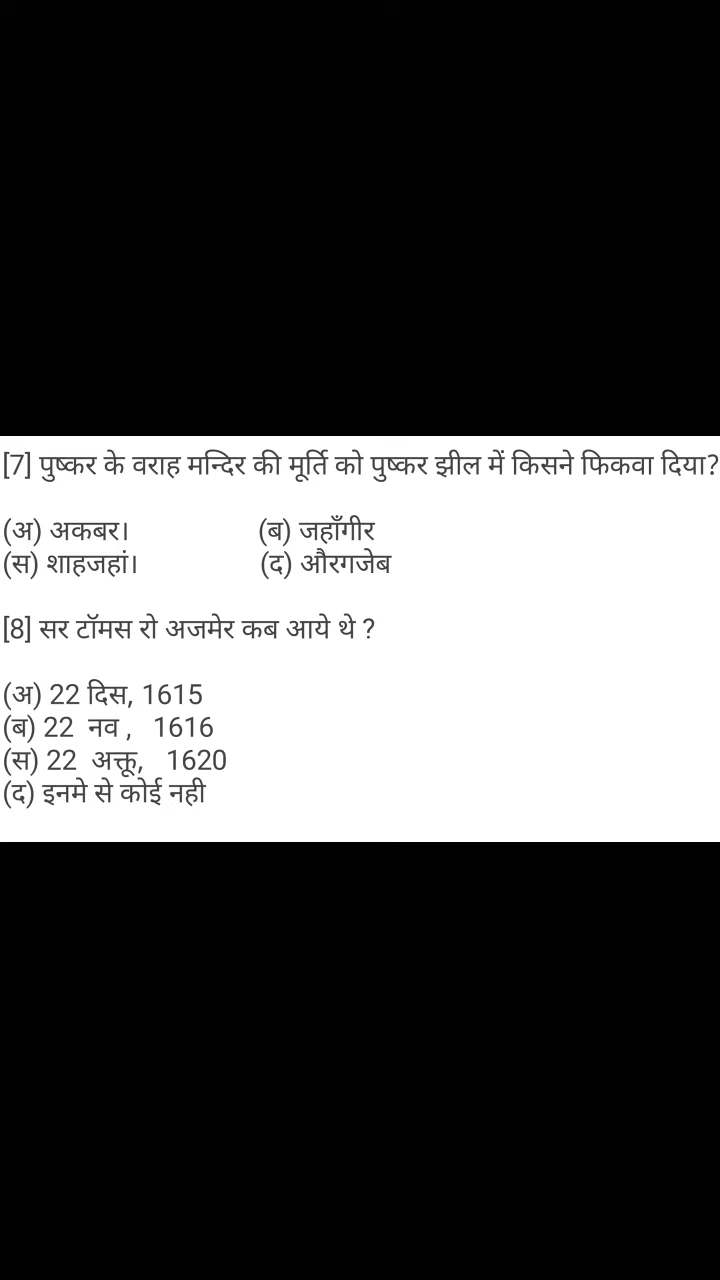 [7] पुष्कर के वराह मन्दिर की मूर्ति को पुष्कर झील में किसने फिकवा दिया?
(अ) अकबर। (ब) जहाँगीर
(स) शाहजहां। (द) औरगजेब
[8] सर टॉमस रो अजमेर कब आये थे ?
(अ) 22 दिस, 1615
(ब) 22 नव , 1616
(स) 22 अक्तू, 1620
(द) इनमे से कोई नही